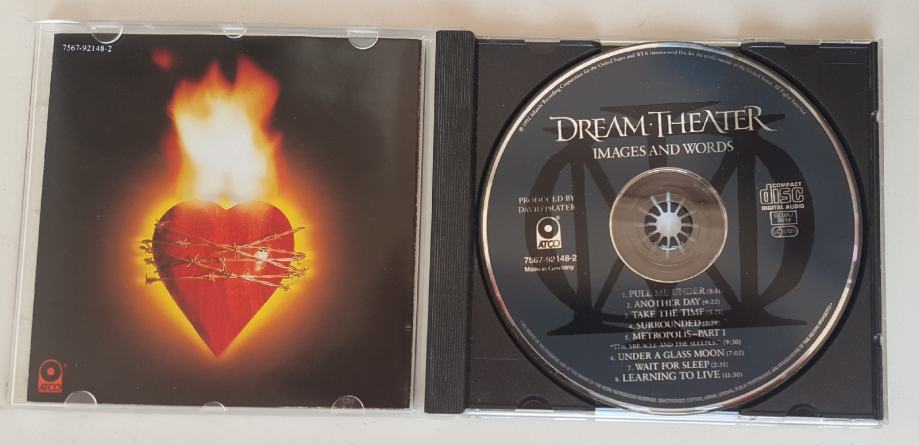 7567-92148-2
ATCO
DREAM·THEATER
IMAGES AND WORDS
PRODUCED BY
DAVID PRATER
ATCO
7567-92148-2
Made in Germany
COMPACT
disc
DIGITAL AUDIO
GEMA/
BIEM
LC
1. PULL ME UNDER
2. ANOTHER DAY (4:22)
3. TAKE THE TIME
4. SURROUNDED
5. METROPOLIS—PART I
"THE MIRACLE AND THE SLEEPER" (9:30)
6. UNDER A GLASS MOON (7:02)
7. WAIT FOR SLEEP (2:31)
8. LEARNING TO LIVE (11:30)